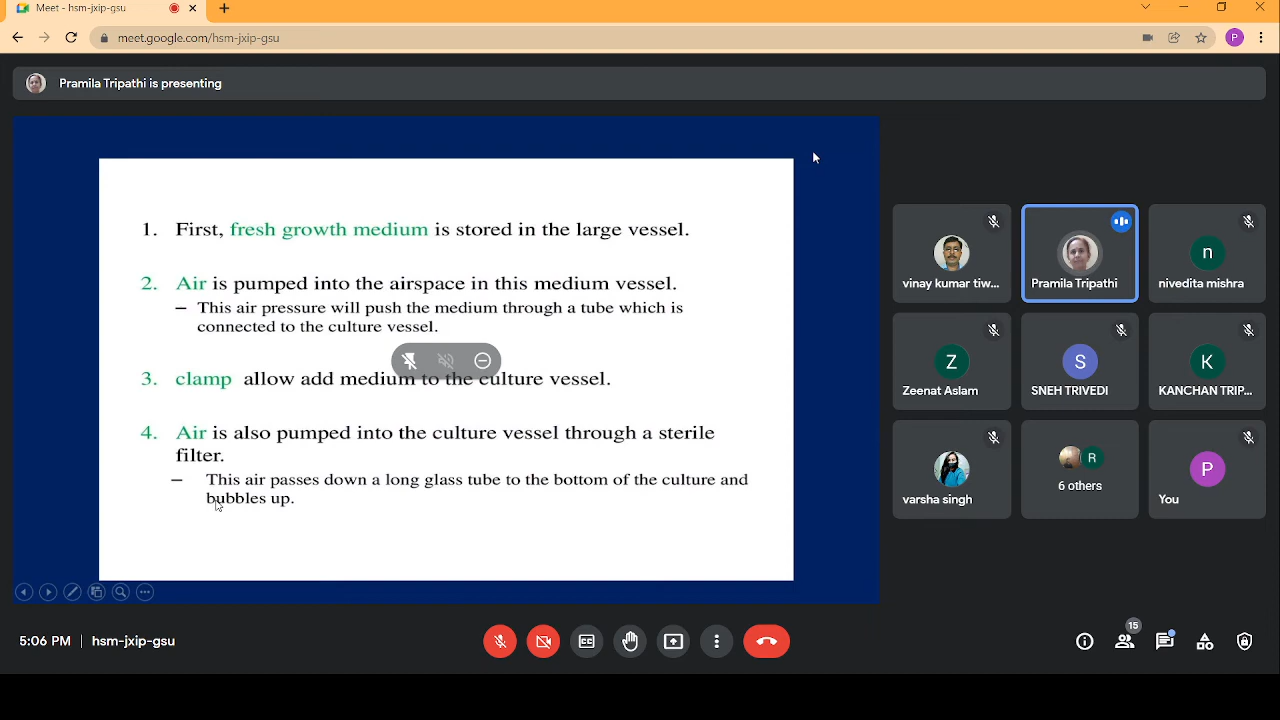 Meet - hsm-jxip-gsu
meet.google.com/hsm-jxip-gsu
P
Pramila Tripathi is presenting
1. First, fresh growth medium is stored in the large vessel.
2. Air is pumped into the airspace in this medium vessel.
– This air pressure will push the medium through a tube which is
connected to the culture vessel.
3. clamp allow add medium to the culture vessel.
4. Air is also pumped into the culture vessel through a sterile
filter.
– This air passes down a long glass tube to the bottom of the culture and
bubbles up.
vinay kumar tiw...
Pramila Tripathi
n
nivedita mishra
Z
Zeenat Aslam
S
SNEH TRIVEDI
K
KANCHAN TRIP...
varsha singh
R
6 others
P
You
5:06 PM | hsm-jxip-gsu
15